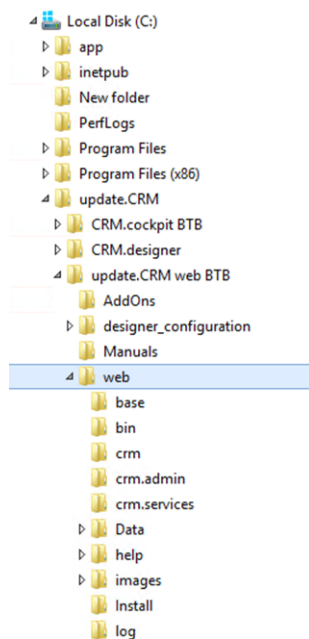 Local Disk (C:)
app
inetpub
New folder
PerfLogs
Program Files
Program Files (x86)
update.CRM
CRM.cockpit BTB
CRM.designer
update.CRM web BTB
AddOns
designer_configuration
Manuals
web
base
bin
crm
crm.admin
crm.services
Data
help
images
Install
log